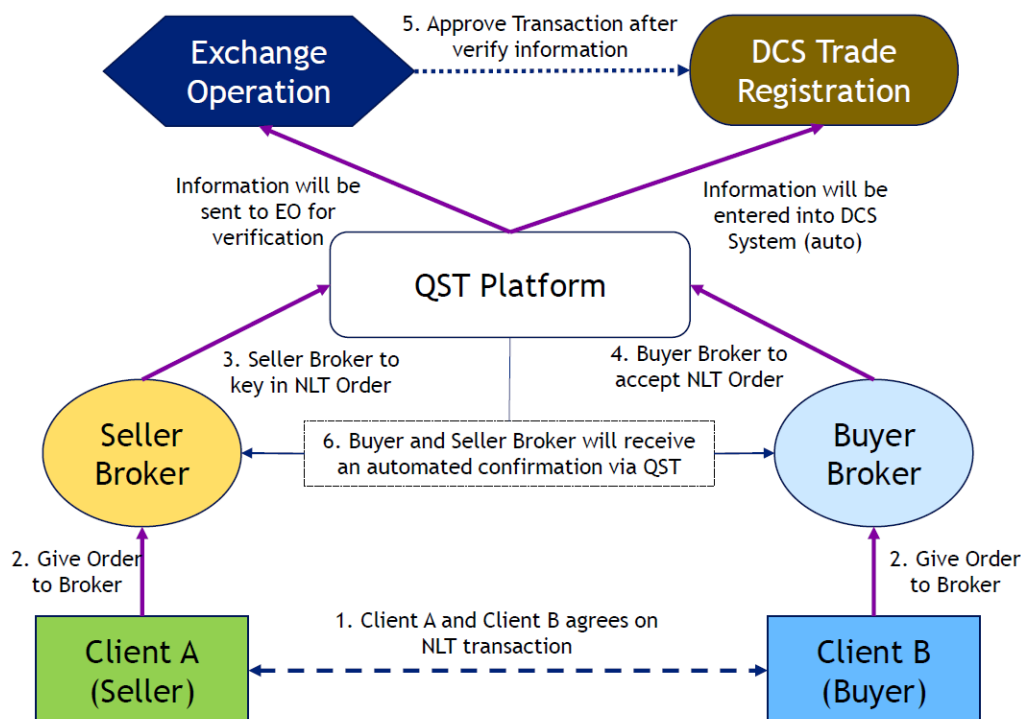 5. Approve Transaction after
verify information
Exchange
Operation
DCS Trade
Registration
Information will be
sent to EO for
verification
Information will be
entered into DCS
System (auto)
QST Platform
3. Seller Broker to
key in NLT Order
4. Buyer Broker to
accept NLT Order
Seller
Broker
6. Buyer and Seller Broker will receive
an automated confirmation via QST
Buyer
Broker
2. Give Order
to Broker
2. Give Order
to Broker
1. Client A and Client B agrees on
NLT transaction
Client A
(Seller)
Client B
(Buyer)